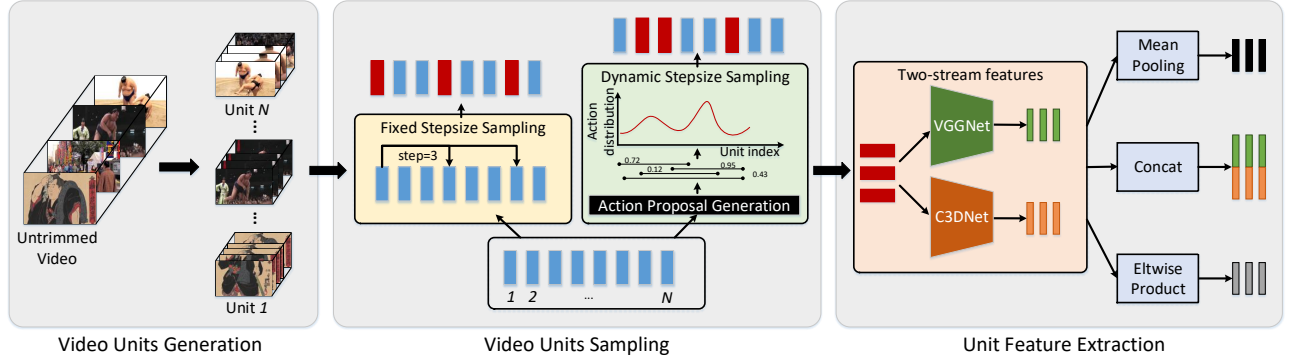 Untrimmed
Video
Unit N
...
...
Unit 1
Video Units Generation
Fixed Stepsize Sampling
step=3
Dynamic Stepsize Sampling
Action
distribution
Unit index
0.72
0.95
0.12
0.43
Action Proposal Generation
1 2 ... N
Video Units Sampling
Two-stream features
VGGNet
C3DNet
Mean
Pooling
Concat
Eltwise
Product
Unit Feature Extraction